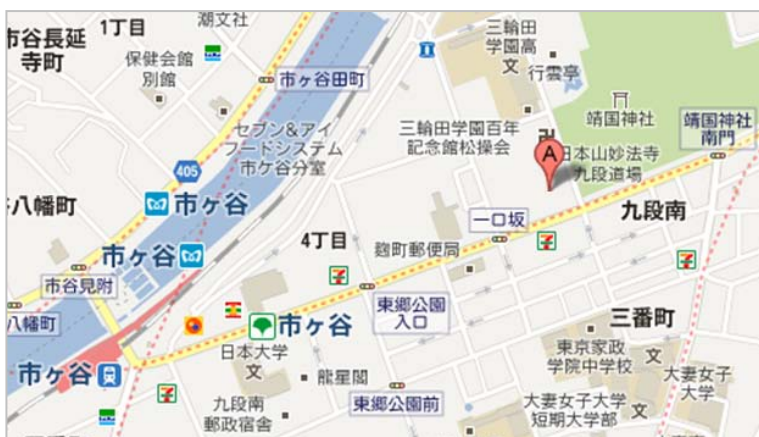 1丁目
潮文社
市谷長延
寺町
保健会館
別館
市ヶ谷田町
三輪田
学園高
文
行雲亭
靖国神社
靖国神社
南門
セブン&アイ
フードシステム
市ケ谷分室
三輪田学園百年
記念館松操会
卍
A
日本山妙法寺
九段道場
405
八幡町
市ヶ谷
市ヶ谷
4丁目
一口坂
九段南
麹町郵便局
市谷見附
八幡町
東郷公園
入口
三番町
市ヶ谷
日本大学
文
東京家政
学院中学校
文
大妻女子
大学
市ヶ谷
龍星閣
九段南
郵政宿舎
東郷公園前
大妻女子大学
短期大学部
文